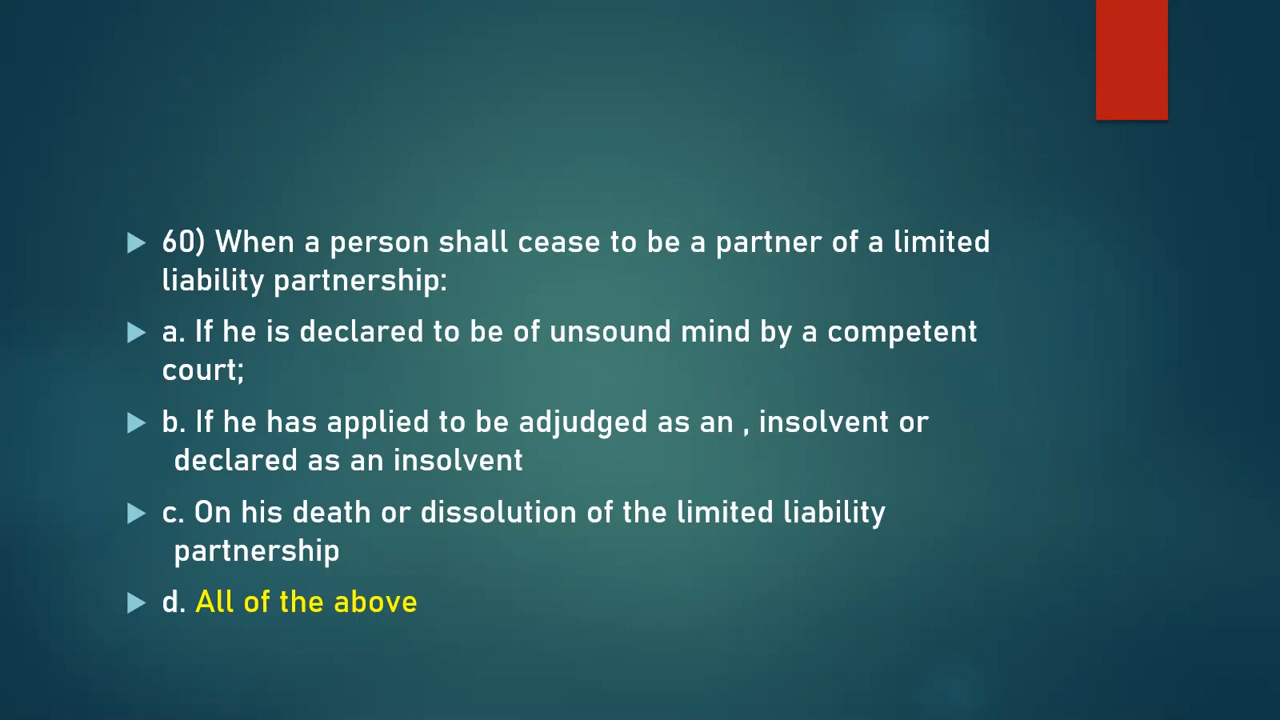 60) When a person shall cease to be a partner of a limited
liability partnership:
a. If he is declared to be of unsound mind by a competent
court;
b. If he has applied to be adjudged as an , insolvent or
declared as an insolvent
c. On his death or dissolution of the limited liability
partnership
d. All of the above